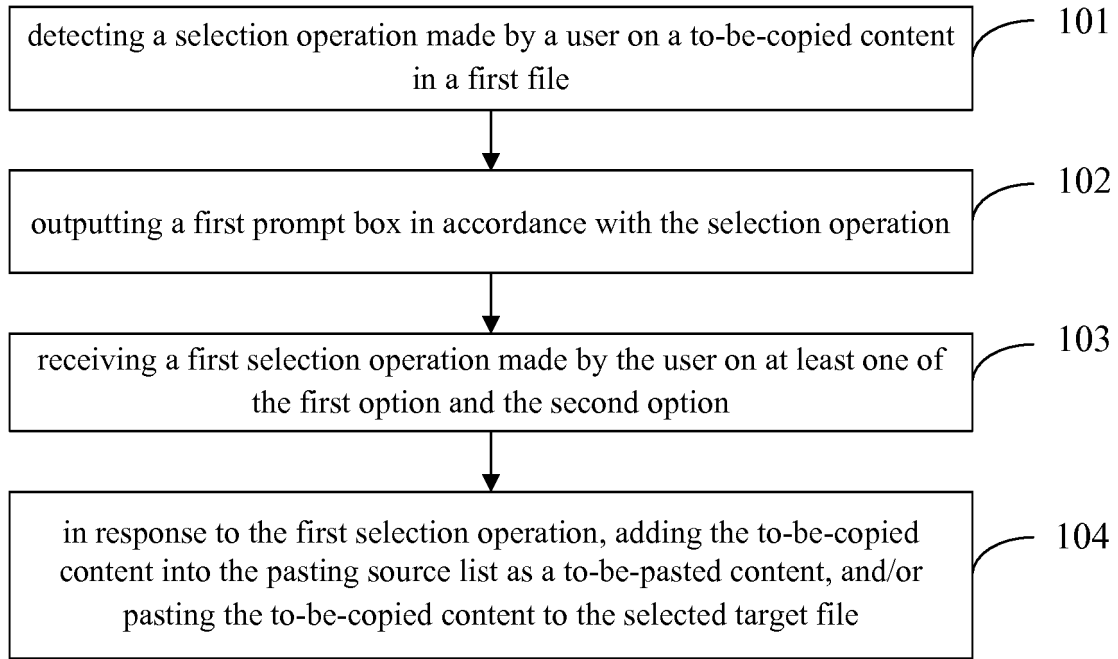 detecting a selection operation made by a user on a to-be-copied content
in a first file
101
outputting a first prompt box in accordance with the selection operation
102
receiving a first selection operation made by the user on at least one of
the first option and the second option
103
in response to the first selection operation, adding the to-be-copied
content into the pasting source list as a to-be-pasted content, and/or
pasting the to-be-copied content to the selected target file
104